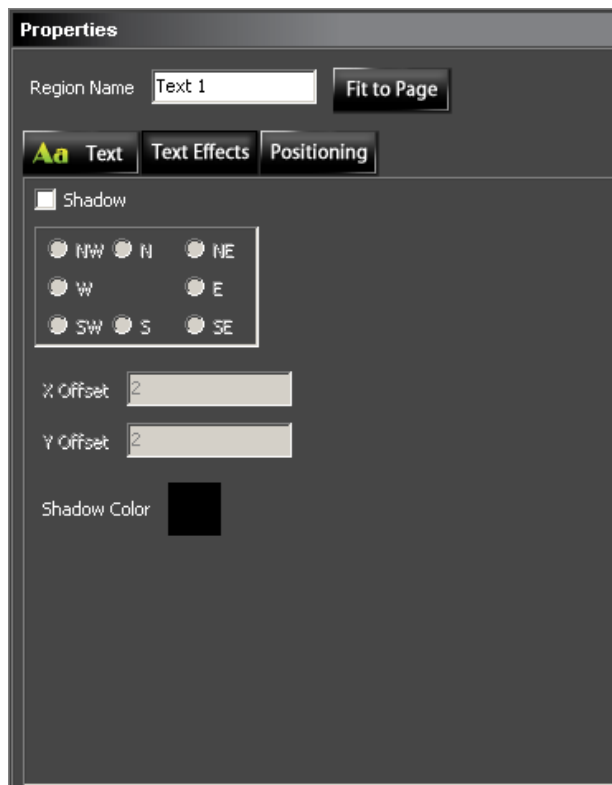 Properties
Region Name Text 1 Fit to Page
Aa Text Text Effects Positioning
Shadow
NW N NE
W E
SW S SE
X Offset 2
Y Offset 2
Shadow Color